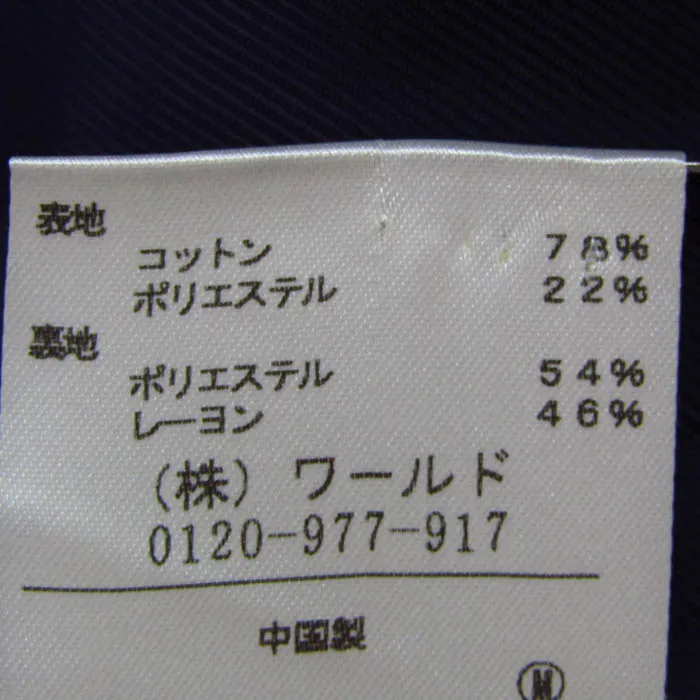 表地
コットン 78%
ポリエステル 22%
裏地
ポリエステル 54%
レーヨン 46%
（株）ワールド
0120-977-917
中国製
Ⓜ